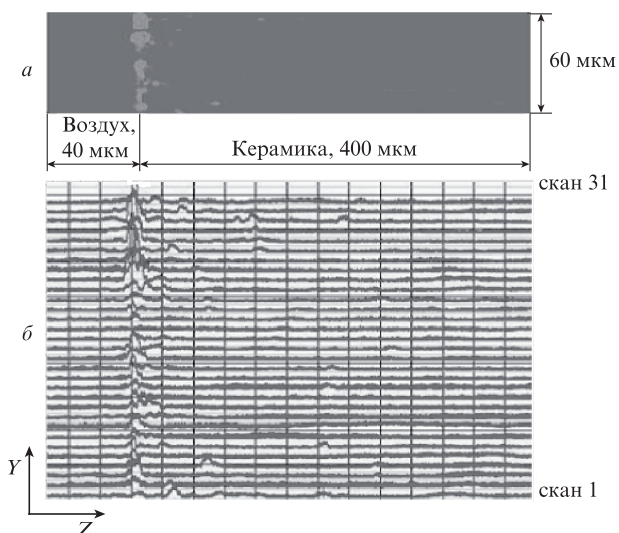 а
60 мкм
Воздух,
40 мкм
Керамика, 400 мкм
скан 31
б
Y
скан 1
Z